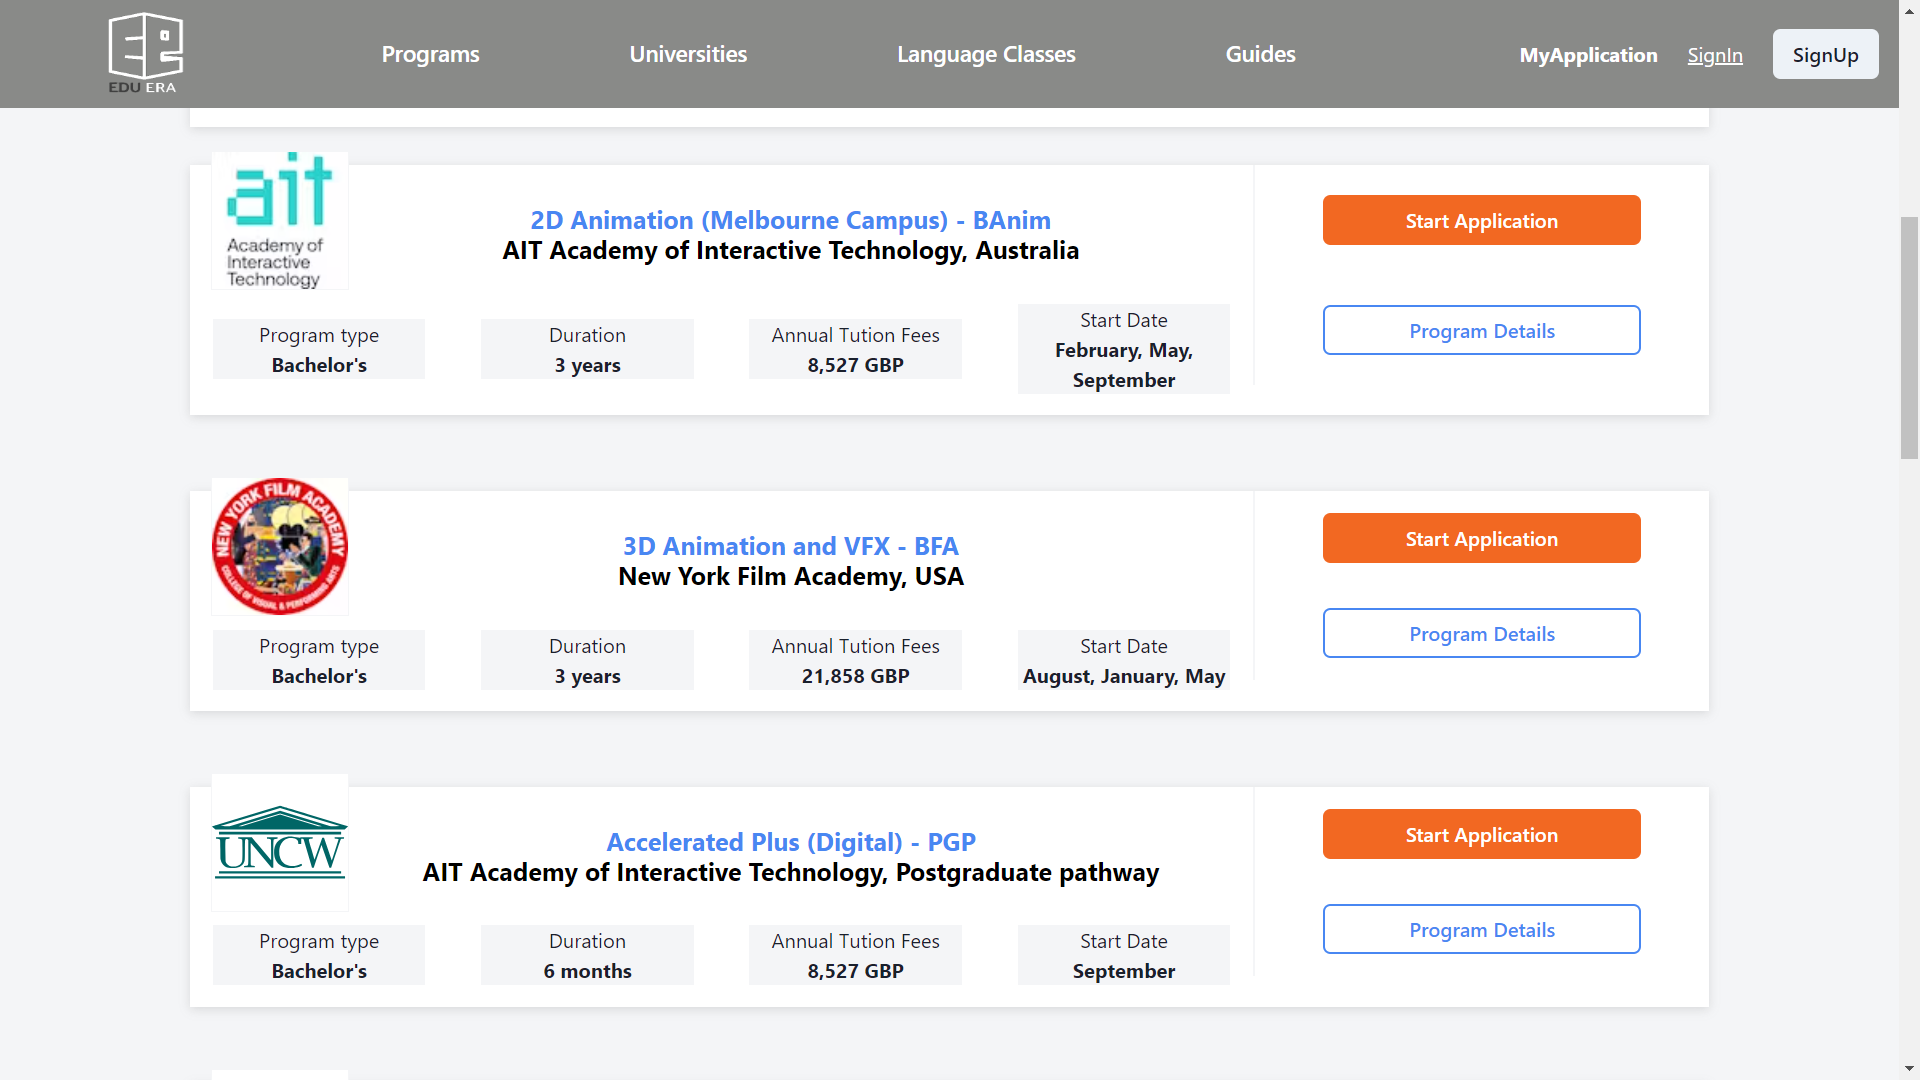 EDU ERA
Programs
Universities
Language Classes
Guides
MyApplication
SignIn
SignUp
ait
Academy of
Interactive
Technology
2D Animation (Melbourne Campus) - BAnim
AIT Academy of Interactive Technology, Australia
Program type
Bachelor's
Duration
3 years
Annual Tution Fees
8,527 GBP
Start Date
February, May,
September
Start Application
Program Details
NEW YORK FILM ACADEMY
COLLEGE OF VISUAL & PERFORMING ARTS
3D Animation and VFX - BFA
New York Film Academy, USA
Program type
Bachelor's
Duration
3 years
Annual Tution Fees
21,858 GBP
Start Date
August, January, May
Start Application
Program Details
UNCW
Accelerated Plus (Digital) - PGP
AIT Academy of Interactive Technology, Postgraduate pathway
Program type
Bachelor's
Duration
6 months
Annual Tution Fees
8,527 GBP
Start Date
September
Start Application
Program Details